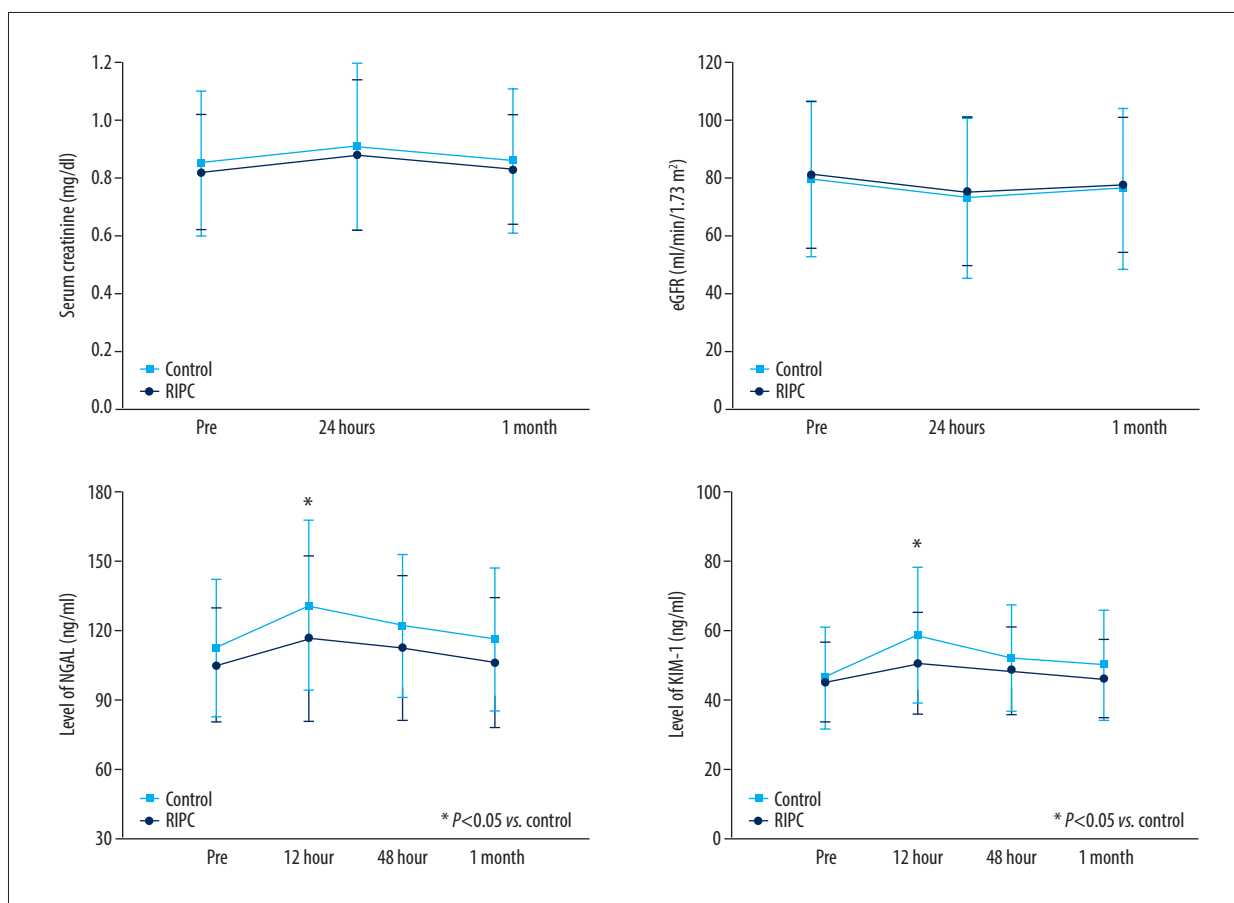 1.2
1.0
0.8
0.6
0.4
0.2
0.0
Serum creatinine (mg/dl)
Control
RIPC
Pre 24 hours 1 month
120
100
80
60
40
20
0
eGFR (ml/min/1.73 m²)
Control
RIPC
Pre 24 hours 1 month
180
150
120
90
60
30
Level of NGAL (ng/ml)
*
Control
RIPC
* P<0.05 vs. control
Pre 12 hour 48 hour 1 month
100
80
60
40
20
0
Level of KIM-1 (ng/ml)
*
Control
RIPC
* P<0.05 vs. control
Pre 12 hour 48 hour 1 month